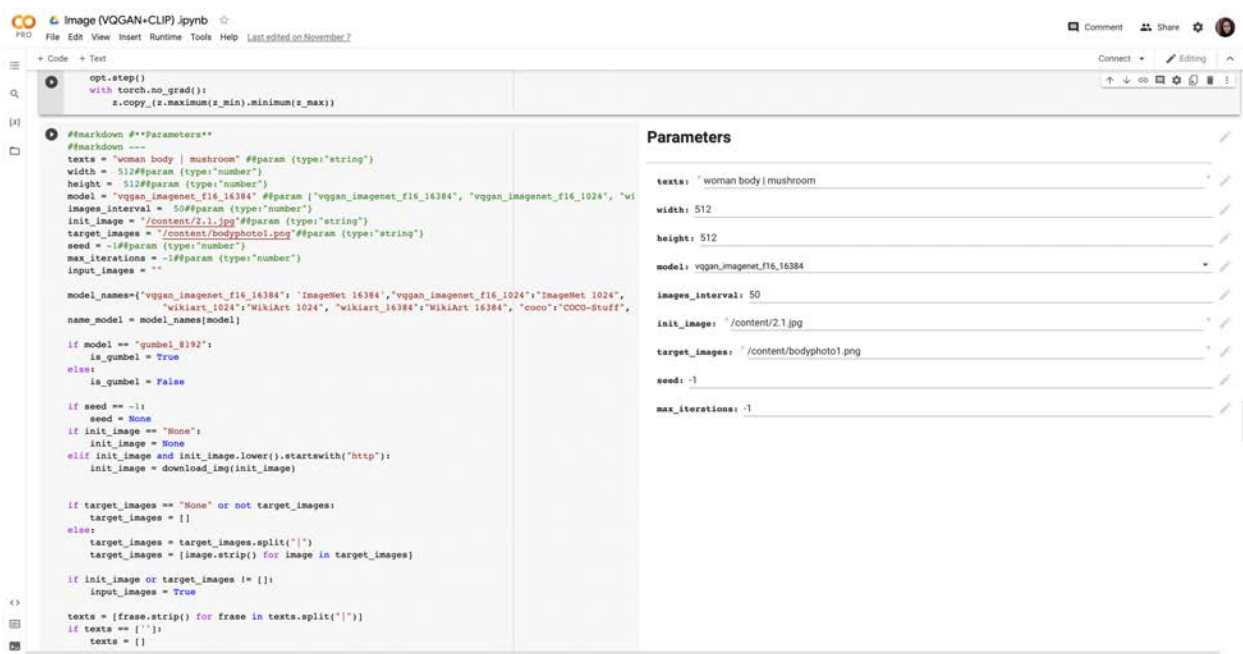 CO PRO
Image (VQGAN+CLIP) .ipynb
File Edit View Insert Runtime Tools Help Last edited on November 7
Comment Share
+ Code + Text
Connect Editing
opt.step()
with torch.no_grad():
z.copy_(z.maximum(z_min).minimum(z_max))
#@markdown #**Parameters**
#@markdown ---
texts = "woman body | mushroom" #@param {type:"string"}
width = 512#@param {type:"number"}
height = 512#@param {type:"number"}
model = "vqgan_imagenet_f16_16384" #@param ["vqgan_imagenet_f16_16384", "vqgan_imagenet_f16_1024", "wi
images_interval = 50#@param {type:"number"}
init_image = "/content/2.1.jpg"#@param {type:"string"}
target_images = "/content/bodyphoto1.png"#@param {type:"string"}
seed = -1#@param {type:"number"}
max_iterations = -1#@param {type:"number"}
input_images = ""
model_names={"vqgan_imagenet_f16_16384": 'ImageNet 16384',"vqgan_imagenet_f16_1024":"ImageNet 1024",
"wikiart_1024":"WikiArt 1024", "wikiart_16384":"WikiArt 16384", "coco":"COCO-Stuff",
name_model = model_names[model]
if model == "gumbel_8192":
is_gumbel = True
else:
is_gumbel = False
if seed == -1:
seed = None
if init_image == "None":
init_image = None
elif init_image and init_image.lower().startswith("http"):
init_image = download_img(init_image)
if target_images == "None" or not target_images:
target_images = []
else:
target_images = target_images.split("|")
target_images = [image.strip() for image in target_images]
if init_image or target_images != []:
input_images = True
texts = [frase.strip() for frase in texts.split("|")]
if texts == ['']:
texts = []
Parameters
texts: "woman body | mushroom"
width: 512
height: 512
model: vqgan_imagenet_f16_16384
images_interval: 50
init_image: "/content/2.1.jpg"
target_images: "/content/bodyphoto1.png"
seed: -1
max_iterations: -1